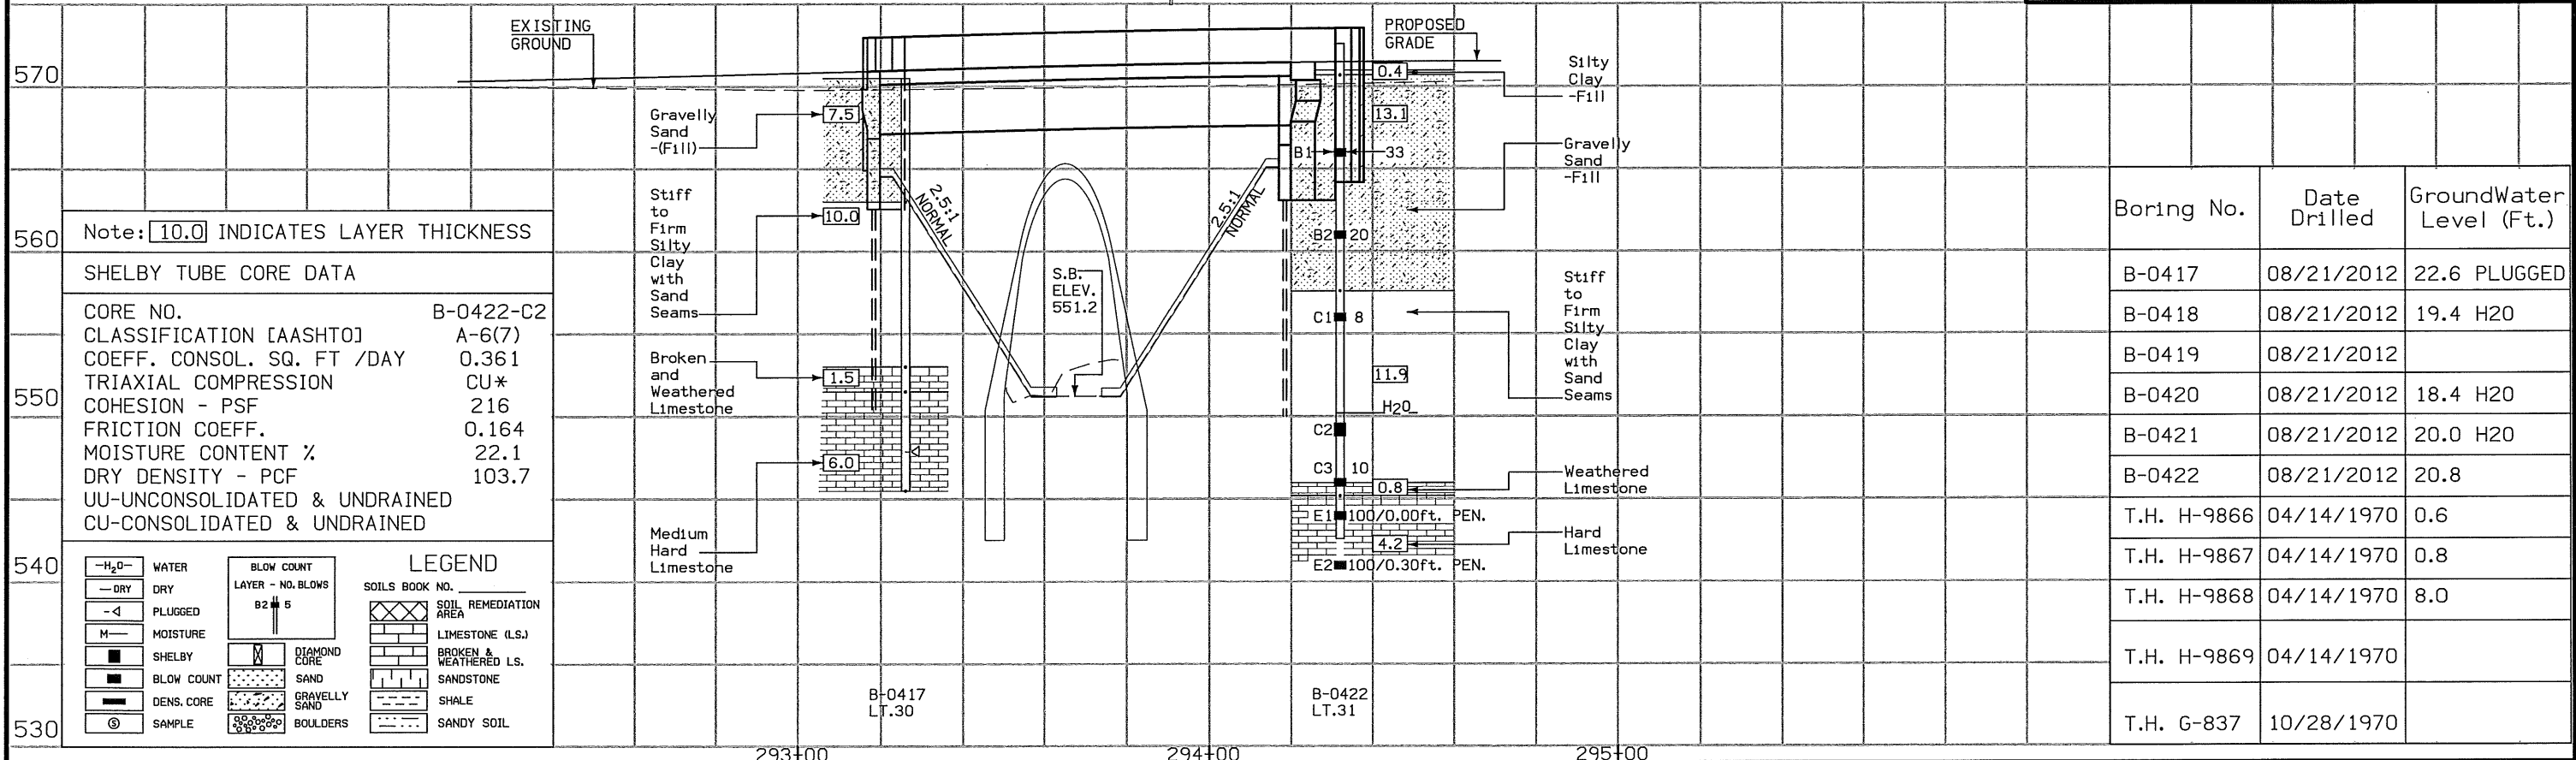 EXISTING
GROUND
PROPOSED
GRADE
570
560
550
540
530
Gravelly
Sand
-(Fill)
Stiff
to
Firm
Silty
Clay
with
Sand
Seams
Broken
and
Weathered
Limestone
Medium
Hard
Limestone
7.5
10.0
1.5
6.0
2.5:1
NORMAL
S.B.
ELEV.
551.2
2.5:1
NORMAL
B1 33
B2 20
C1 8
H2O
C2
C3 10
E1 100/0.00ft. PEN.
E2 100/0.30ft. PEN.
0.4
13.1
11.9
0.8
4.2
Silty
Clay
-Fill
Gravelly
Sand
-Fill
Stiff
to
Firm
Silty
Clay
with
Sand
Seams
Weathered
Limestone
Hard
Limestone
B-0417
LT.30
B-0422
LT.31
293+00
294+00
295+00
Note: 10.0 INDICATES LAYER THICKNESS
SHELBY TUBE CORE DATA
CORE NO. B-0422-C2
CLASSIFICATION [AASHTO] A-6(7)
COEFF. CONSOL. SQ. FT /DAY 0.361
TRIAXIAL COMPRESSION CU*
COHESION - PSF 216
FRICTION COEFF. 0.164
MOISTURE CONTENT % 22.1
DRY DENSITY - PCF 103.7
UU-UNCONSOLIDATED & UNDRAINED
CU-CONSOLIDATED & UNDRAINED
LEGEND
SOILS BOOK NO.
H2O WATER
DRY DRY
PLUGGED
M MOISTURE
SHELBY
BLOW COUNT
DENS. CORE
S SAMPLE
BLOW COUNT
LAYER - NO. BLOWS
B2 5
DIAMOND
CORE
SAND
GRAVELLY
SAND
BOULDERS
SOIL REMEDIATION
AREA
LIMESTONE (LS.)
BROKEN &
WEATHERED LS.
SANDSTONE
SHALE
SANDY SOIL
Boring No. Date Drilled GroundWater Level (Ft.)
B-0417 08/21/2012 22.6 PLUGGED
B-0418 08/21/2012 19.4 H2O
B-0419 08/21/2012
B-0420 08/21/2012 18.4 H2O
B-0421 08/21/2012 20.0 H2O
B-0422 08/21/2012 20.8
T.H. H-9866 04/14/1970 0.6
T.H. H-9867 04/14/1970 0.8
T.H. H-9868 04/14/1970 8.0
T.H. H-9869 04/14/1970
T.H. G-837 10/28/1970